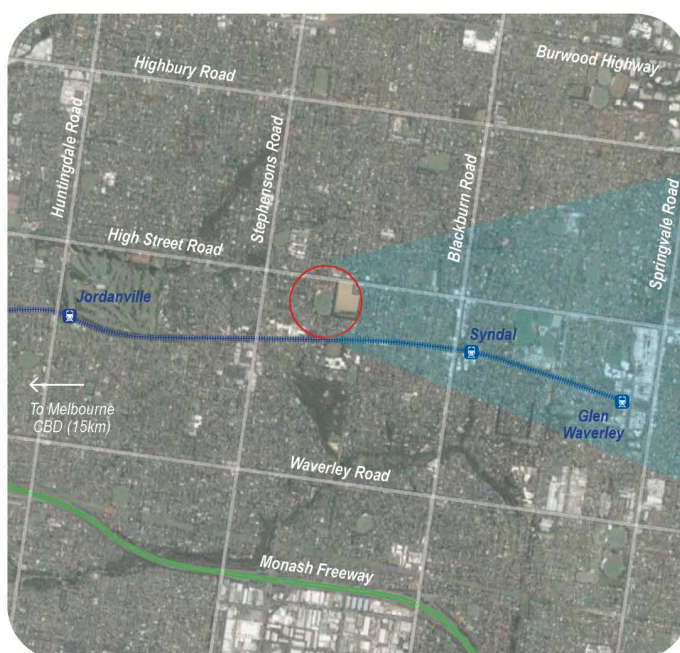 Burwood Highway
Highbury Road
Huntingdale Road
Stephensons Road
Blackburn Road
Springvale Road
High Street Road
Jordanville
Syndal
To Melbourne
CBD (15km)
Glen
Waverley
Waverley Road
Monash Freeway